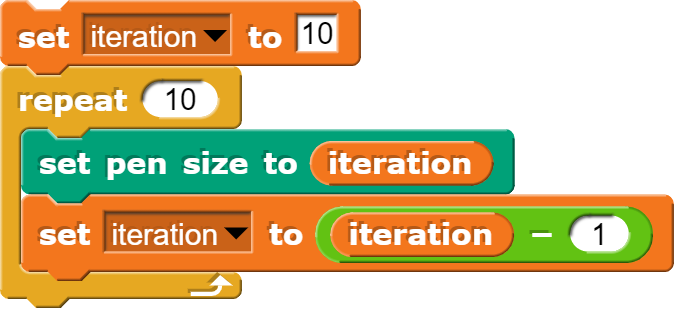 set iteration to 10
repeat 10
set pen size to iteration
set iteration to iteration - 1